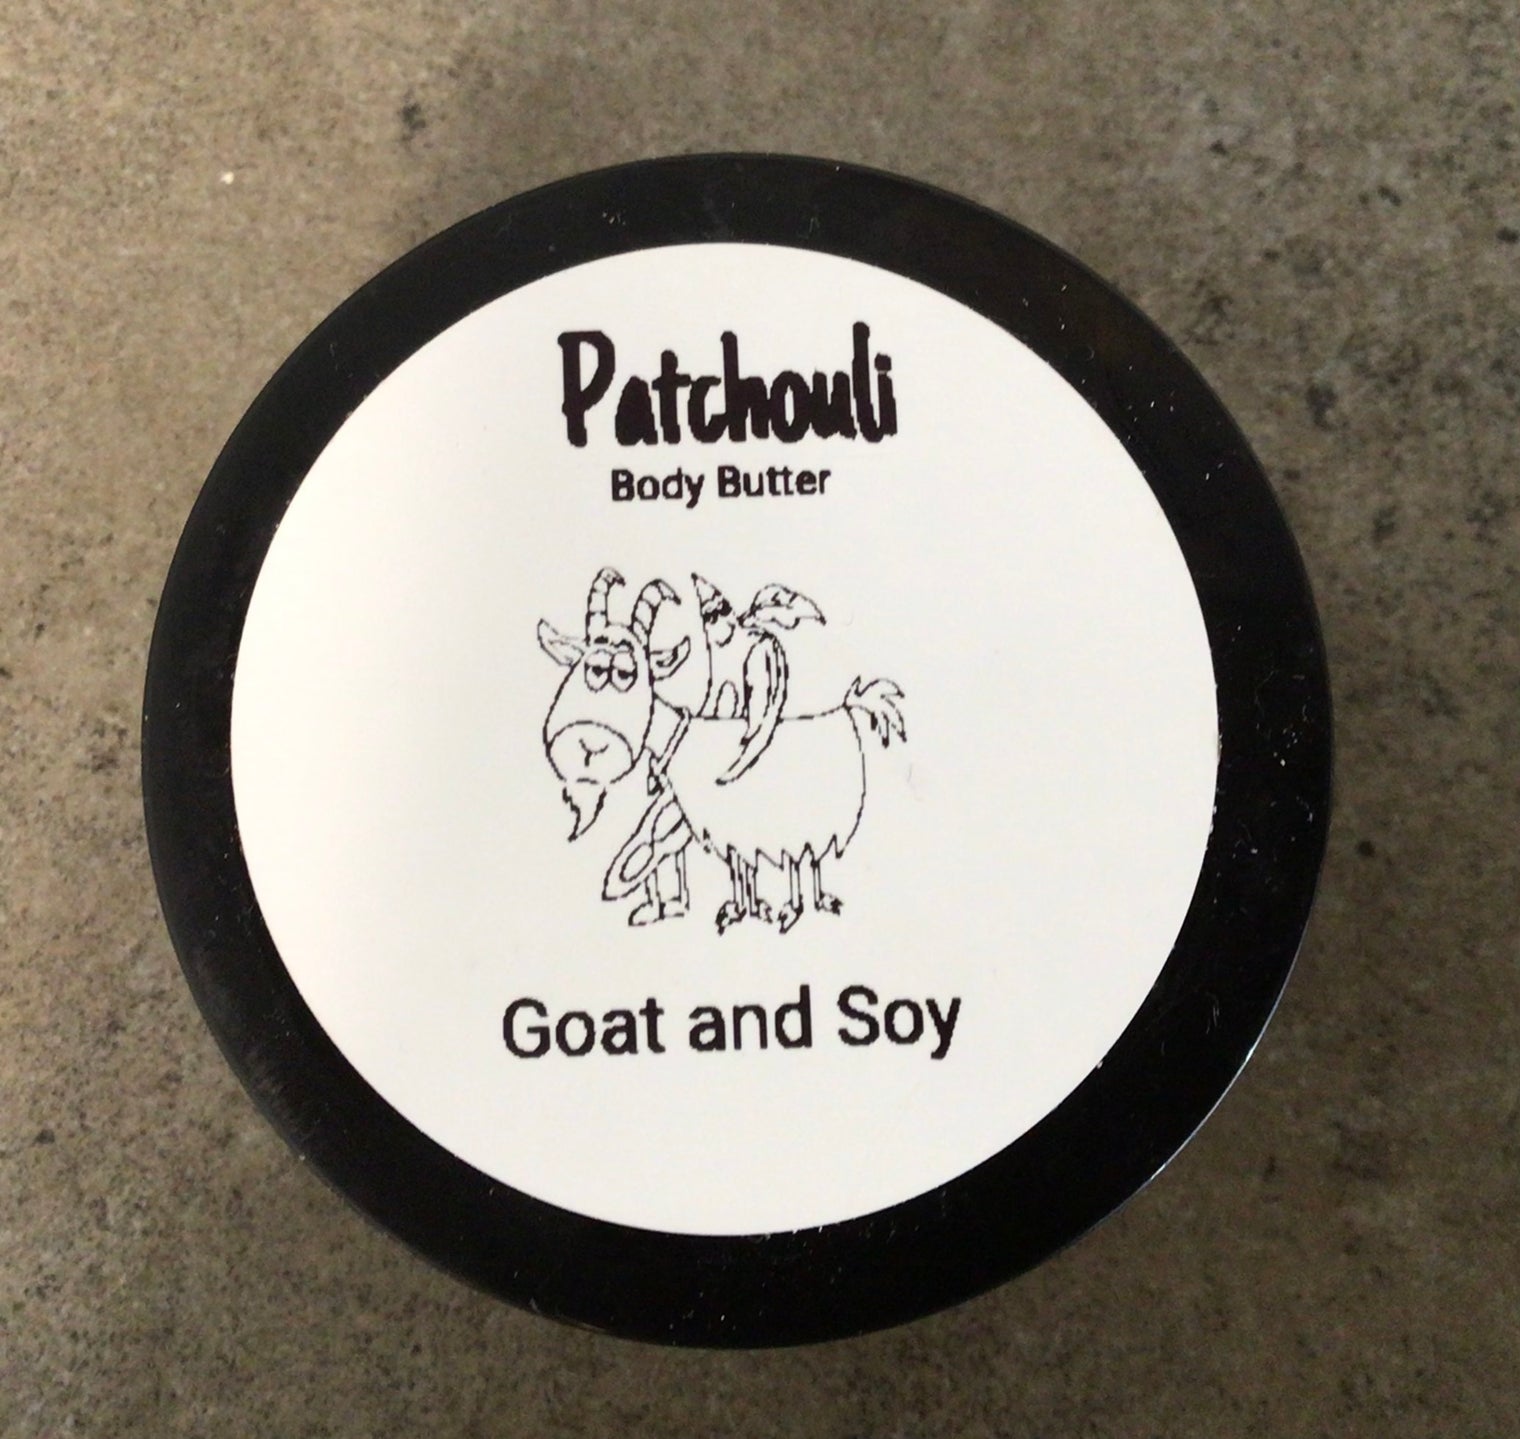 Patchouli
Body Butter
Goat and Soy